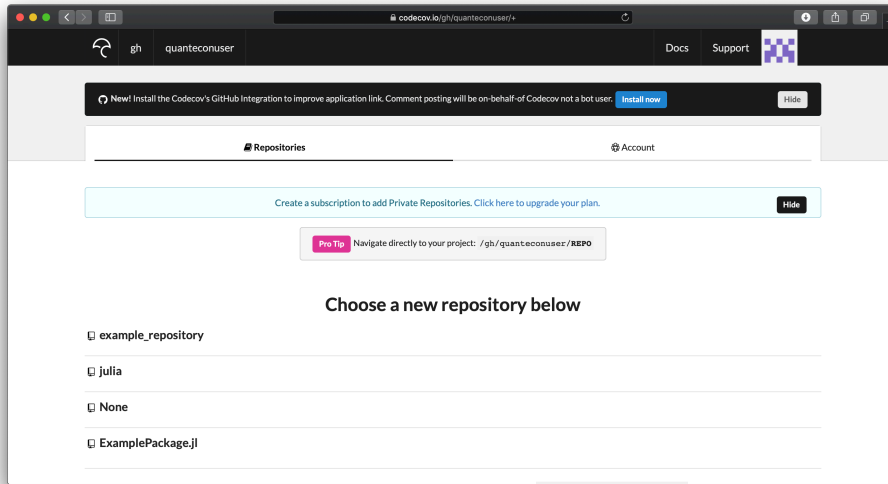 codecov.io/gh/quanteconuser/+
gh quanteconuser Docs Support
New! Install the Codecov's GitHub Integration to improve application link. Comment posting will be on-behalf-of Codecov not a bot user. Install now Hide
Repositories Account
Create a subscription to add Private Repositories. Click here to upgrade your plan. Hide
Pro Tip Navigate directly to your project: /gh/quanteconuser/REPO
Choose a new repository below
example_repository
julia
None
ExamplePackage.jl